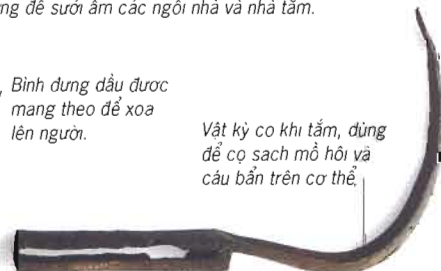 ng để sưởi ấm các ngôi nhà và nhà tắm.
Bình đựng dầu được
mang theo để xoa
lên người.
Vật kỳ cọ khi tắm, dùng
để cọ sạch mồ hôi và
cáu bẩn trên cơ thể.